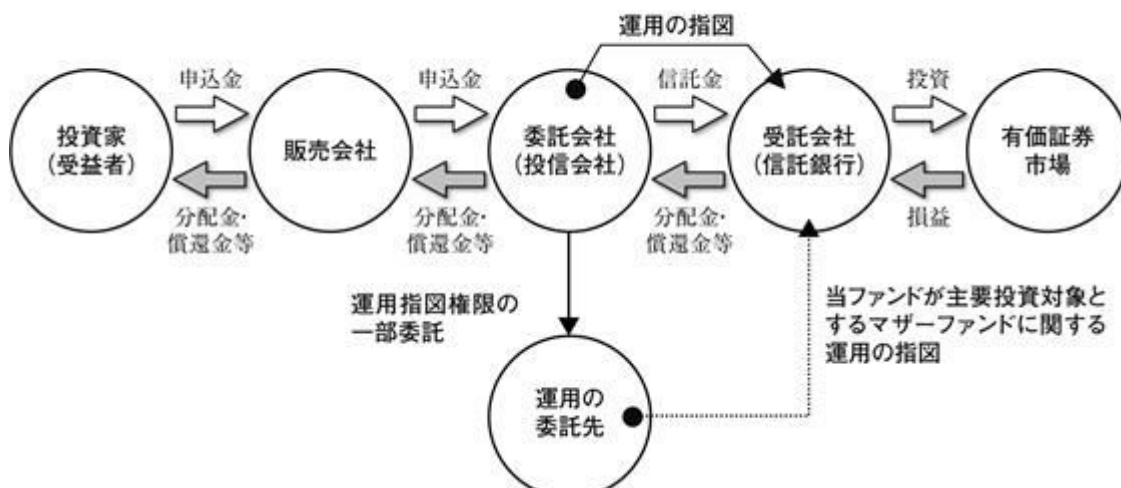 運用の指図
申込金
申込金
信託金
投資
投資家
(受益者)
販売会社
委託会社
(投信会社)
受託会社
(信託銀行)
有価証券
市場
分配金・
償還金等
分配金・
償還金等
分配金・
償還金等
損益
運用指図権限の
一部委託
当ファンドが主要投資対象と
するマザーファンドに関する
運用の指図
運用の
委託先